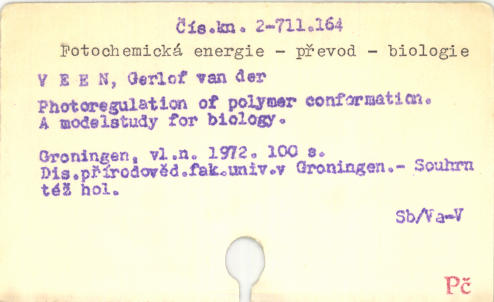 Čís.kn. 2-711.164
Fotochemická energie - převod - biologie
V E E N, Gerlof van der
Photoregulation of polymer conformation.
A modelstudy for biology.
Groningen, vl.n. 1972. 100 s.
Dis.přírodověd.fak.univ.v Groningen.- Souhrn
též hol.
Sb/Va-V
Pč